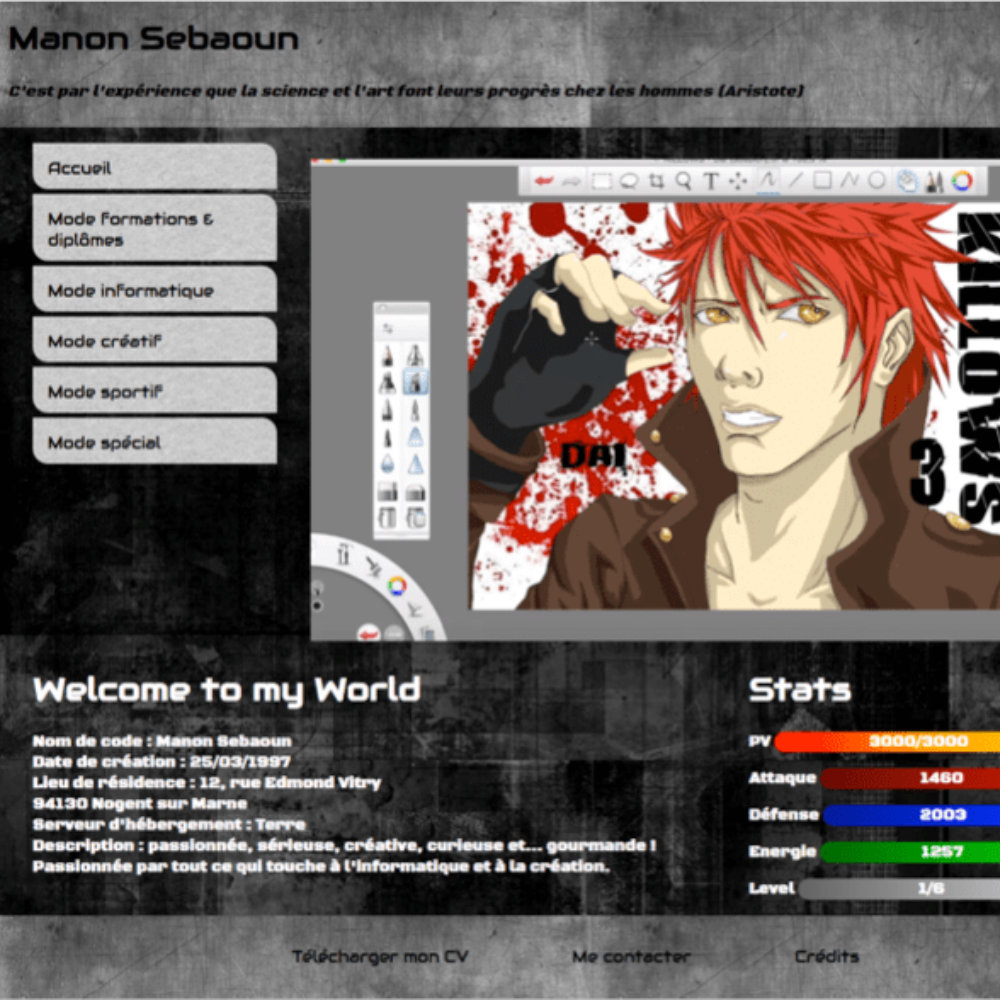 Manon Sebaoun
C'est par l'expérience que la science et l'art font leurs progrès chez les hommes (Aristote)
Accueil
Mode formations &
diplômes
Mode informatique
Mode créatif
Mode sportif
Mode spécial
T
DAI
3
Welcome to my World
Nom de code : Manon Sebaoun
Date de création : 25/03/1997
Lieu de résidence : 12, rue Edmond Vitry
94130 Nogent sur Marne
Serveur d'hébergement : Terre
Description : passionnée, sérieuse, créative, curieuse et... gourmande !
Passionnée par tout ce qui touche à l'informatique et à la création.
Stats
PV 3000/3000
Attaque 1460
Défense 2003
Energie 1257
Level 1/6
Télécharger mon CV
Me contacter
Crédits